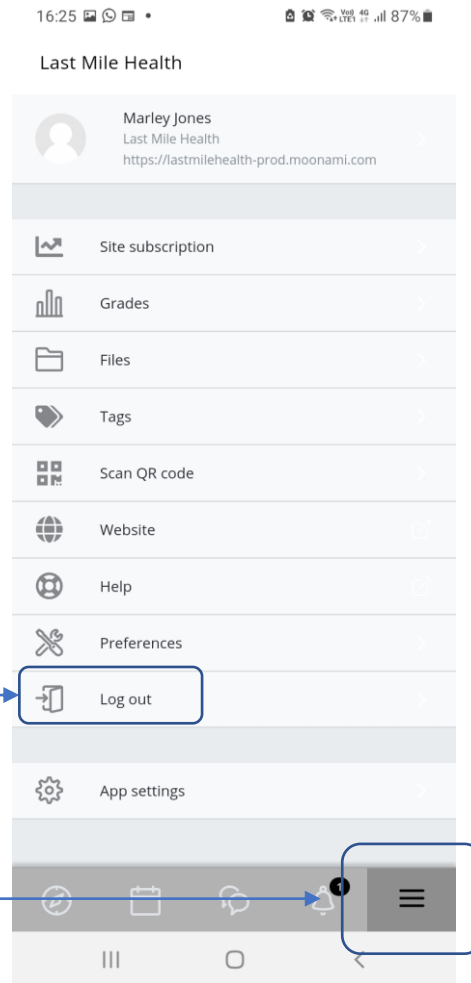 16:25 87%
Last Mile Health
Marley Jones
Last Mile Health
https://lastmilehealth-prod.moonami.com
Site subscription
Grades
Files
Tags
Scan QR code
Website
Help
Preferences
Log out
App settings
1